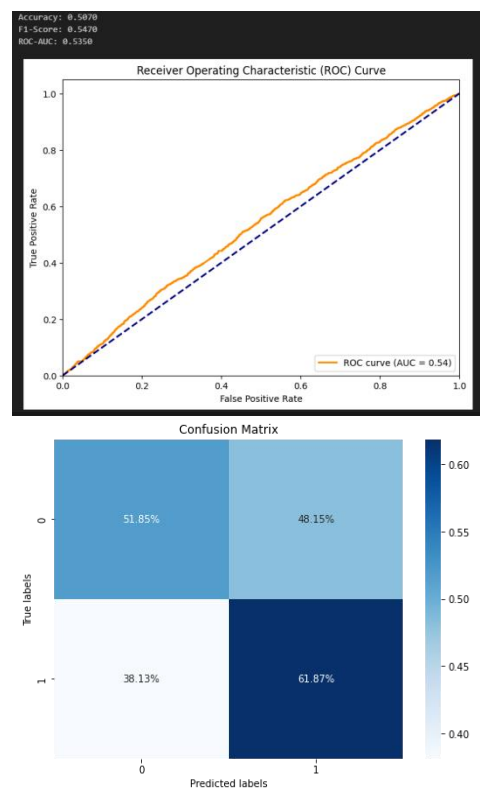 Accuracy: 0.5070
F1-Score: 0.5470
ROC-AUC: 0.5350
Receiver Operating Characteristic (ROC) Curve
1.0
0.8
0.6
0.4
0.2
0.0
True Positive Rate
ROC curve (AUC = 0.54)
0.0 0.2 0.4 0.6 0.8 1.0
False Positive Rate
Confusion Matrix
True labels
0
51.85% 48.15%
1
38.13% 61.87%
0 1
Predicted labels
0.60
0.55
0.50
0.45
0.40